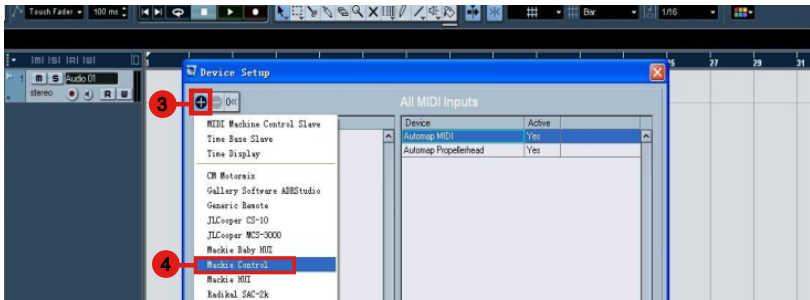 Touch Fader 100 ms Bar 1/16
25 27 29 31
1 m S Audio 01
stereo R W
Device Setup
3
All MIDI Inputs
MIDI Machine Control Slave
Time Base Slave
Time Display
CM Motormix
Gallery Software ADRStudio
Generic Remote
JLCooper CS-10
JLCooper MCS-3000
Mackie Baby HUI
4 Mackie Control
Mackie HUI
Radikal SAC-2k
Device Active
Automap MIDI Yes
Automap Propellerhead Yes